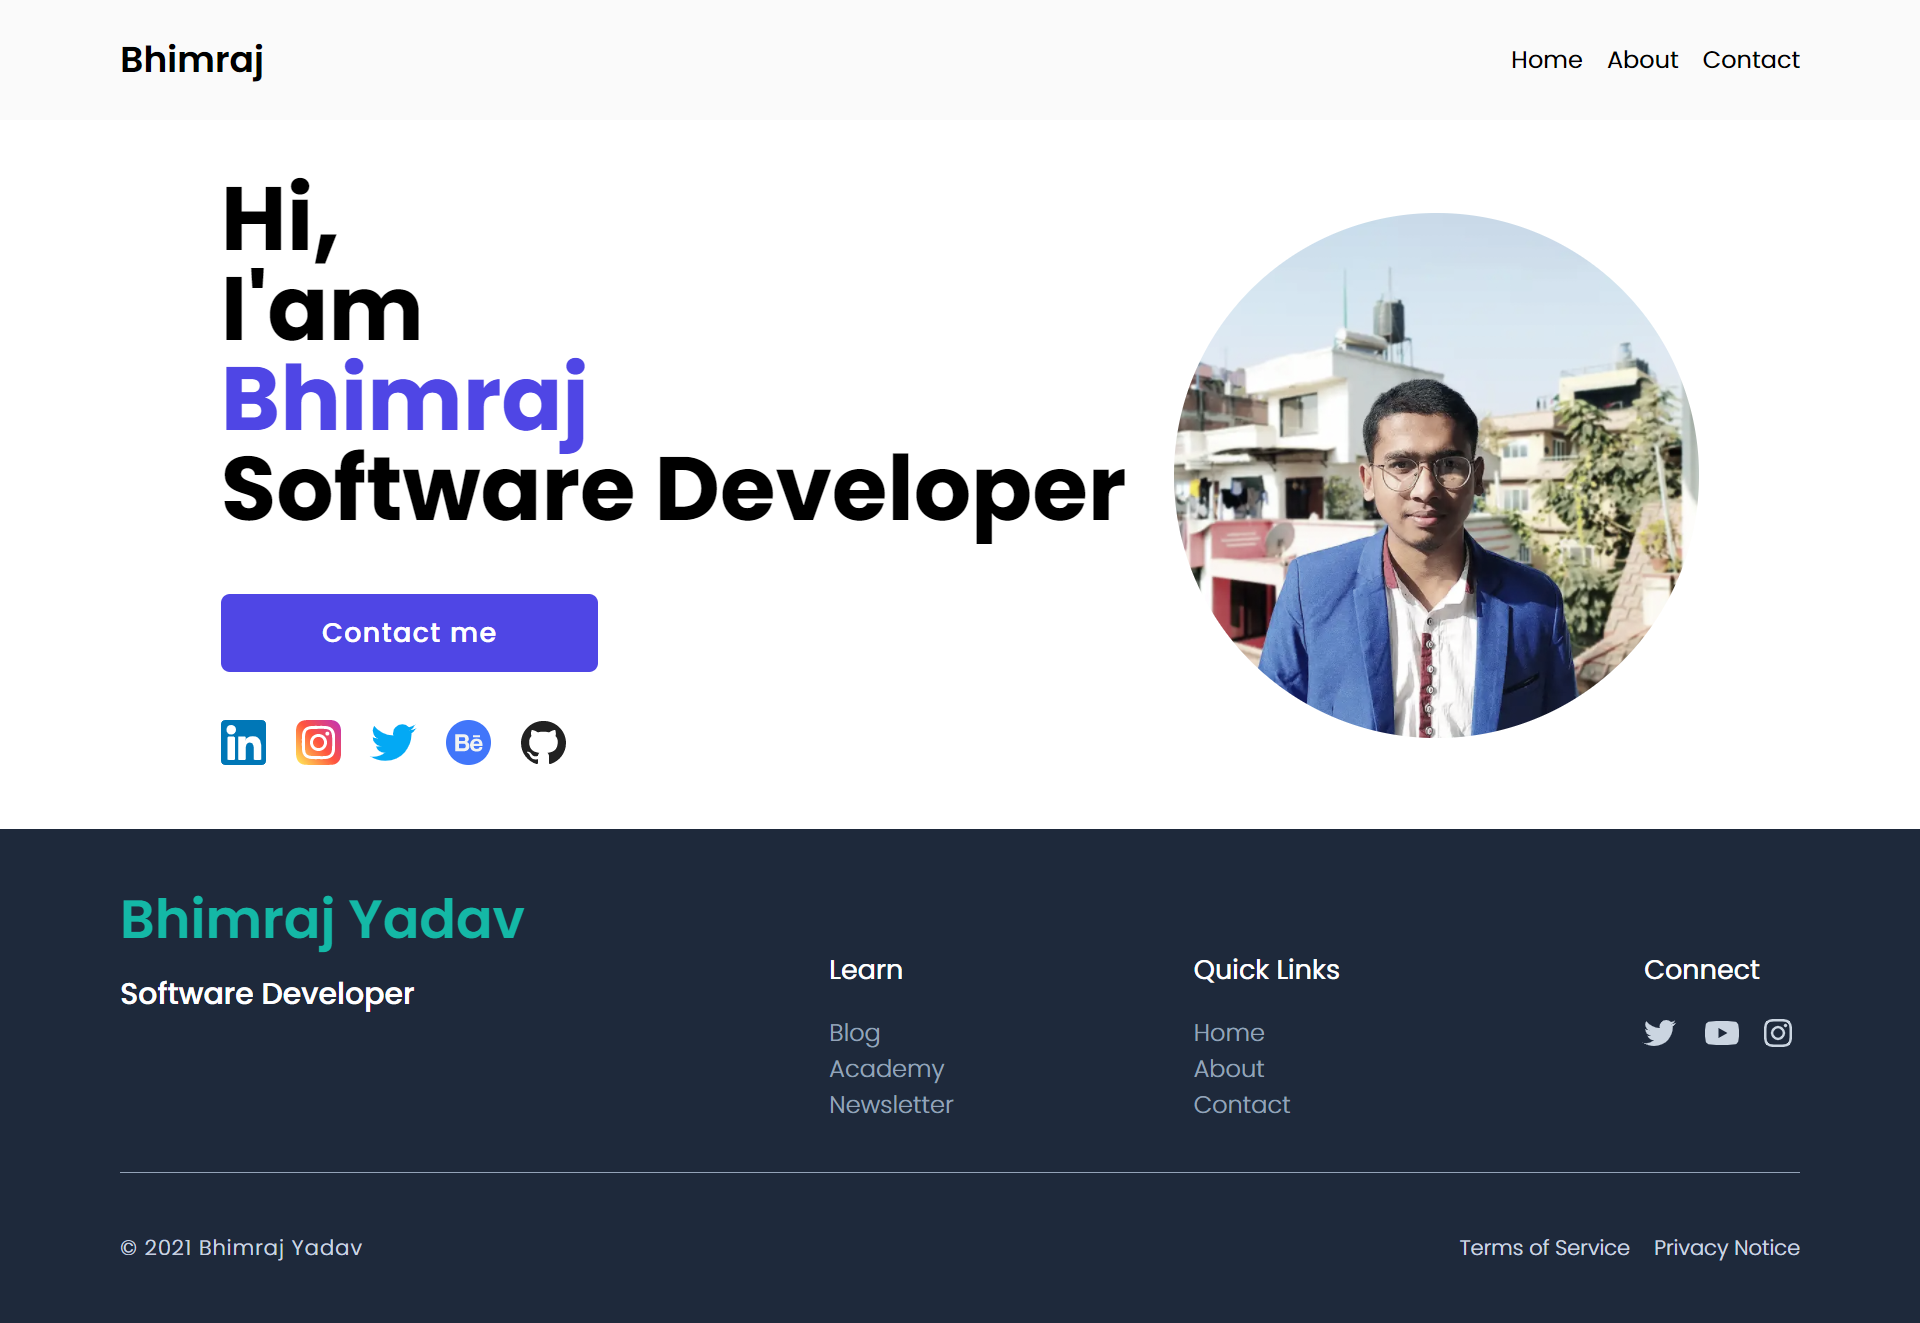 Bhimraj
Home About Contact
Hi,
I'am
Bhimraj
Software Developer
Contact me
in
Bē
Bhimraj Yadav
Software Developer
Learn
Blog
Academy
Newsletter
Quick Links
Home
About
Contact
Connect
© 2021 Bhimraj Yadav
Terms of Service Privacy Notice